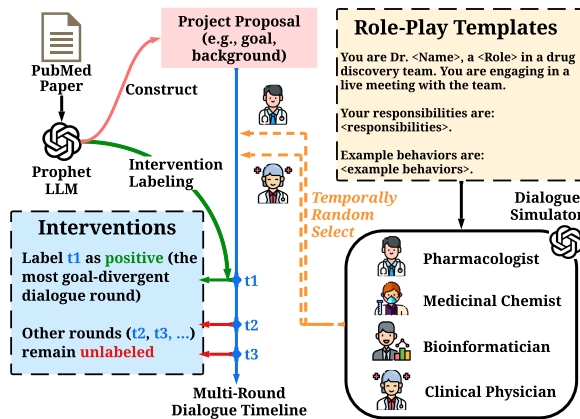 PubMed
Paper
Prophet
LLM
Construct
Project Proposal
(e.g., goal,
background)
Role-Play Templates
You are Dr. <Name>, a <Role> in a drug
discovery team. You are engaging in a
live meeting with the team.
Your responsibilities are:
<responsibilities>.
Example behaviors are:
<example behaviors>.
Intervention
Labeling
Temporally
Random
Select
Dialogue
Simulator
Interventions
Label t1 as positive (the
most goal-divergent
dialogue round)
Other rounds (t2, t3, ...)
remain unlabeled
t1
t2
t3
Multi-Round
Dialogue Timeline
Pharmacologist
Medicinal Chemist
Bioinformatician
Clinical Physician